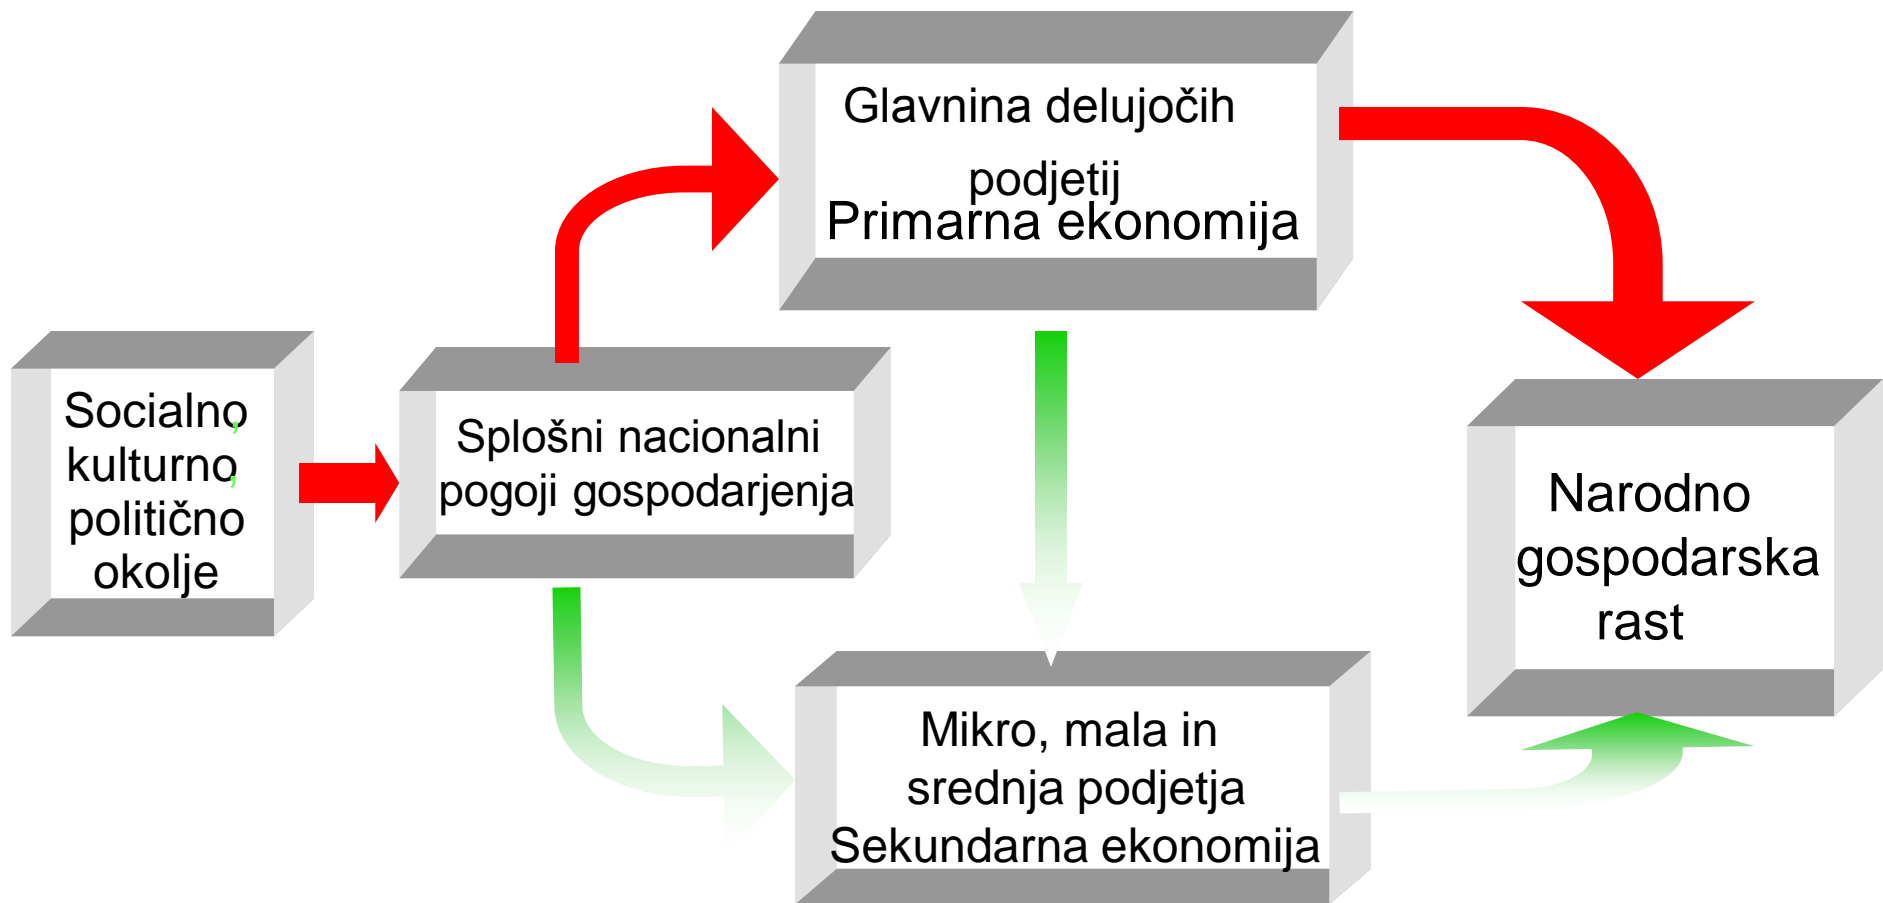 Glavnina delujočih
podjetij
Primarna ekonomija
Socialno,
kulturno,
politično
okolje
Splošni nacionalni
pogoji gospodarjenja
Narodno
gospodarska
rast
Mikro, mala in
srednja podjetja
Sekundarna ekonomija